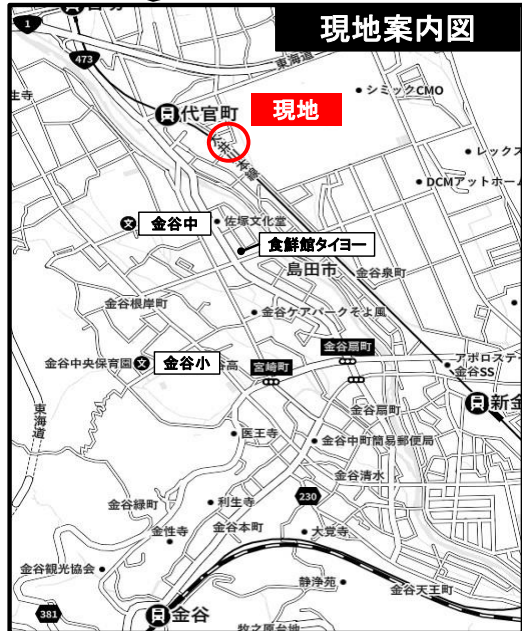 現地案内図
1
473
東海道
生寺
シミックCMO
代官町
現地
大井川本線
レックス
DCMアットホーム
金谷中
佐塚文化堂
食鮮館タイヨー
島田市
金谷泉町
金谷根岸町
金谷ケアパークそよ風
金谷扇町
アポロステ
金谷SS
金谷中央保育園
金谷小
高
宮崎町
新金
東海道
金谷扇町
医王寺
金谷中町簡易郵便局
金谷清水
230
金谷緑町
利生寺
金性寺
金谷本町
大覚寺
金谷観光協会
静浄苑
金谷天王町
381
金谷
牧之原台地